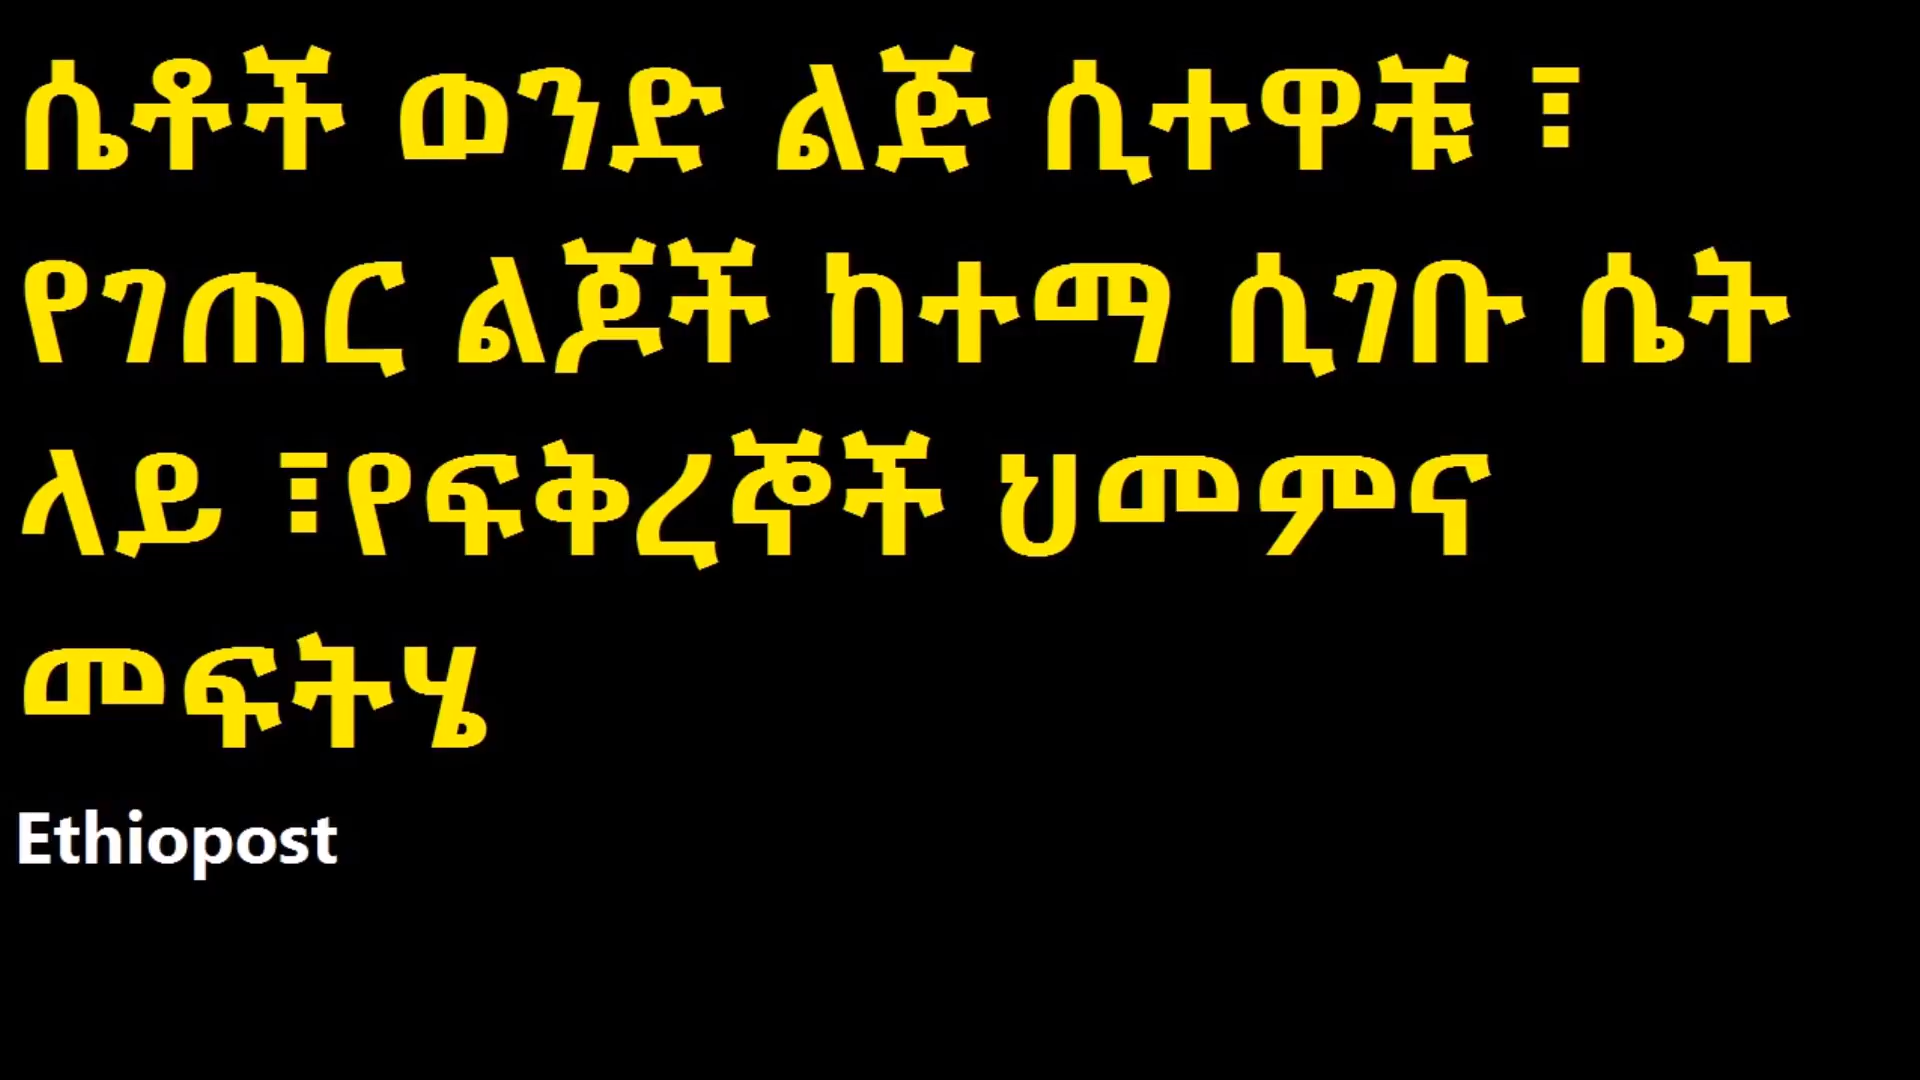 ሴቶች ወንድ ልጅ ሲተዋቹ ፣
የገጠር ልጆች ከተማ ሲገቡ ሴት
ላይ ፣የፍቅረኞች ህመምና
መፍትሄ
Ethiopost